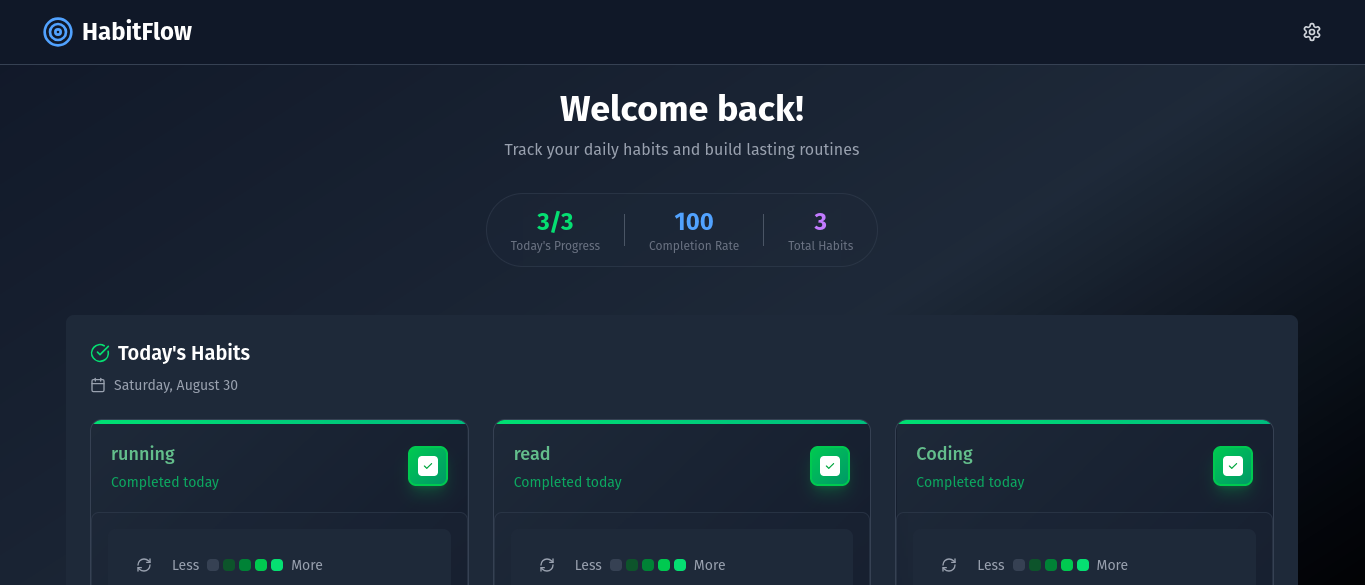 HabitFlow
Welcome back!
Track your daily habits and build lasting routines
3/3 100 3
Today's Progress Completion Rate Total Habits
Today's Habits
Saturday, August 30
running read Coding
Completed today Completed today Completed today
Less More Less More Less More